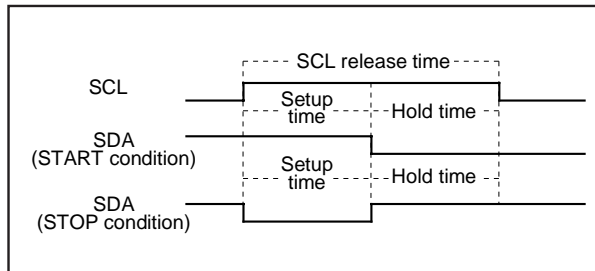 SCL release time
SCL
Setup
time
Hold time
SDA
(START condition)
Setup
time
Hold time
SDA
(STOP condition)